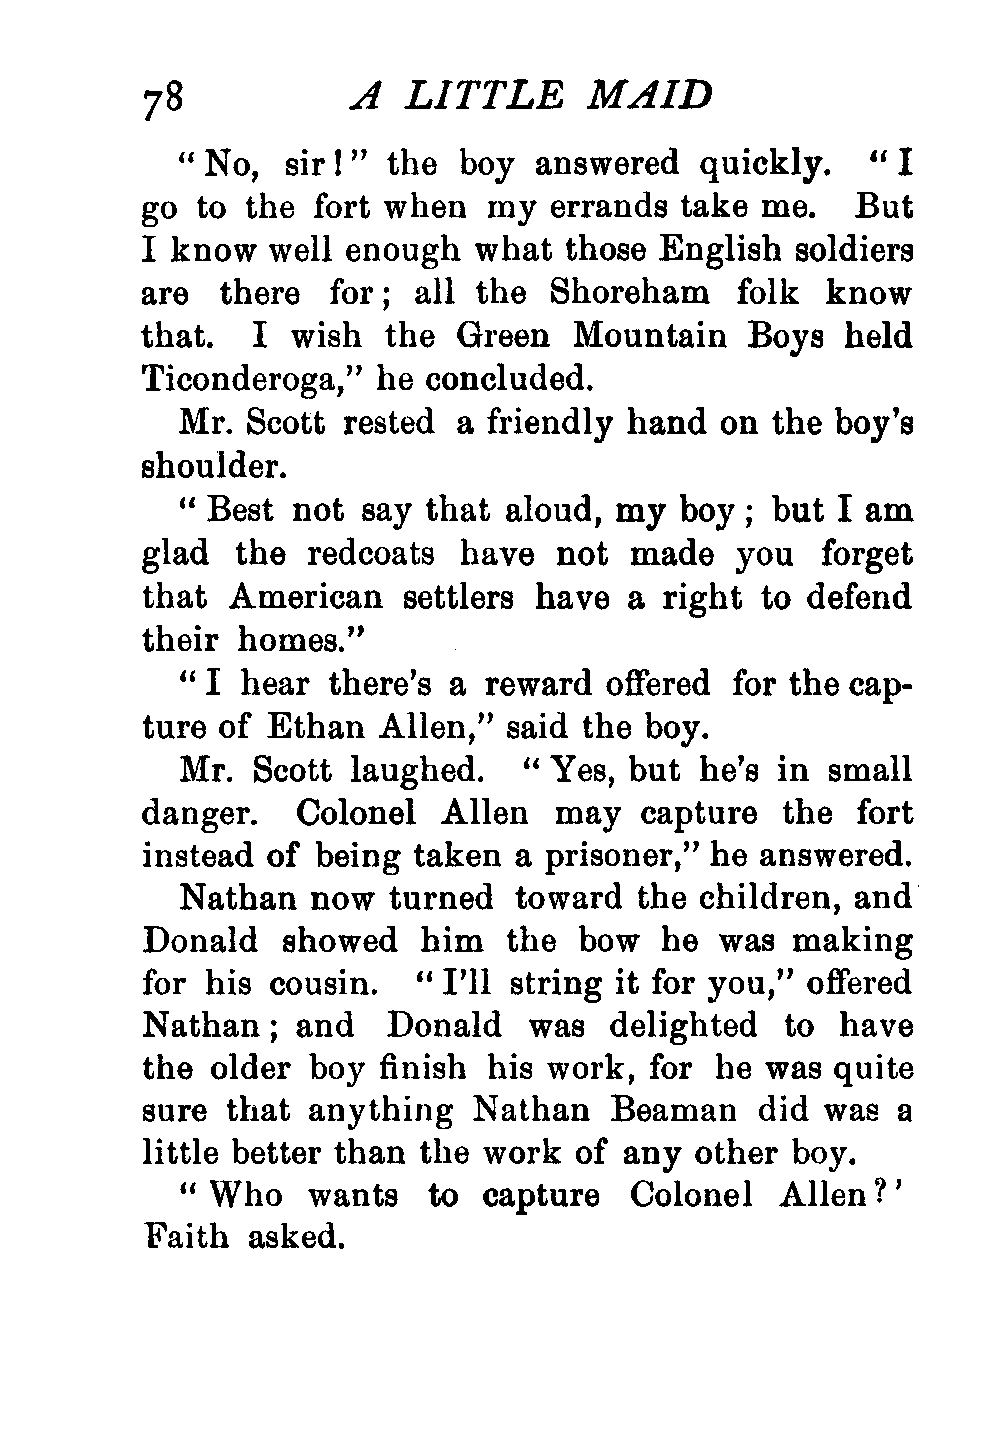 78 A LITTLE MAID
“No, sir!” the boy answered quickly. “I
go to the fort when my errands take me. But
I know well enough what those English soldiers
are there for; all the Shoreham folk know
that. I wish the Green Mountain Boys held
Ticonderoga,” he concluded.
Mr. Scott rested a friendly hand on the boy’s
shoulder.
“Best not say that aloud, my boy; but I am
glad the redcoats have not made you forget
that American settlers have a right to defend
their homes.”
“I hear there’s a reward offered for the cap-
ture of Ethan Allen,” said the boy.
Mr. Scott laughed. “Yes, but he’s in small
danger. Colonel Allen may capture the fort
instead of being taken a prisoner,” he answered.
Nathan now turned toward the children, and
Donald showed him the bow he was making
for his cousin. “I’ll string it for you,” offered
Nathan; and Donald was delighted to have
the older boy finish his work, for he was quite
sure that anything Nathan Beaman did was a
little better than the work of any other boy.
“Who wants to capture Colonel Allen?’
Faith asked.